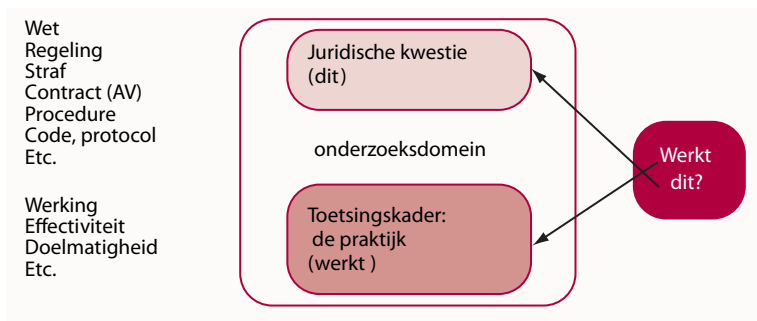 Wet
Regeling
Straf
Contract (AV)
Procedure
Code, protocol
Etc.
Werking
Effectiviteit
Doelmatigheid
Etc.
Juridische kwestie
(dit)
onderzoeksdomein
Toetsingskader:
de praktijk
(werkt )
Werkt
dit?